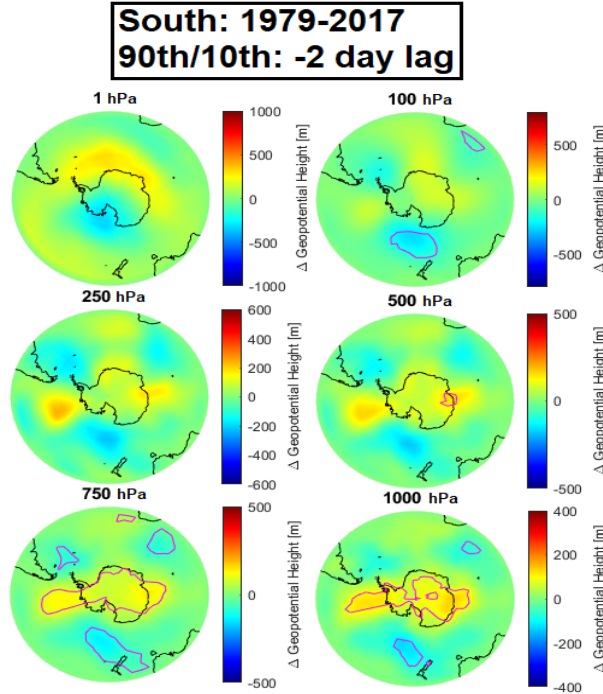 South: 1979-2017
90th/10th: -2 day lag
1 hPa
1000
500
0
-500
-1000
Δ Geopotential Height [m]
100 hPa
500
0
-500
Δ Geopotential Height [m]
250 hPa
600
400
200
0
-200
-400
-600
Δ Geopotential Height [m]
500 hPa
500
0
-500
Δ Geopotential Height [m]
750 hPa
500
0
-500
Δ Geopotential Height [m]
1000 hPa
400
200
0
-200
-400
Δ Geopotential Height [m]